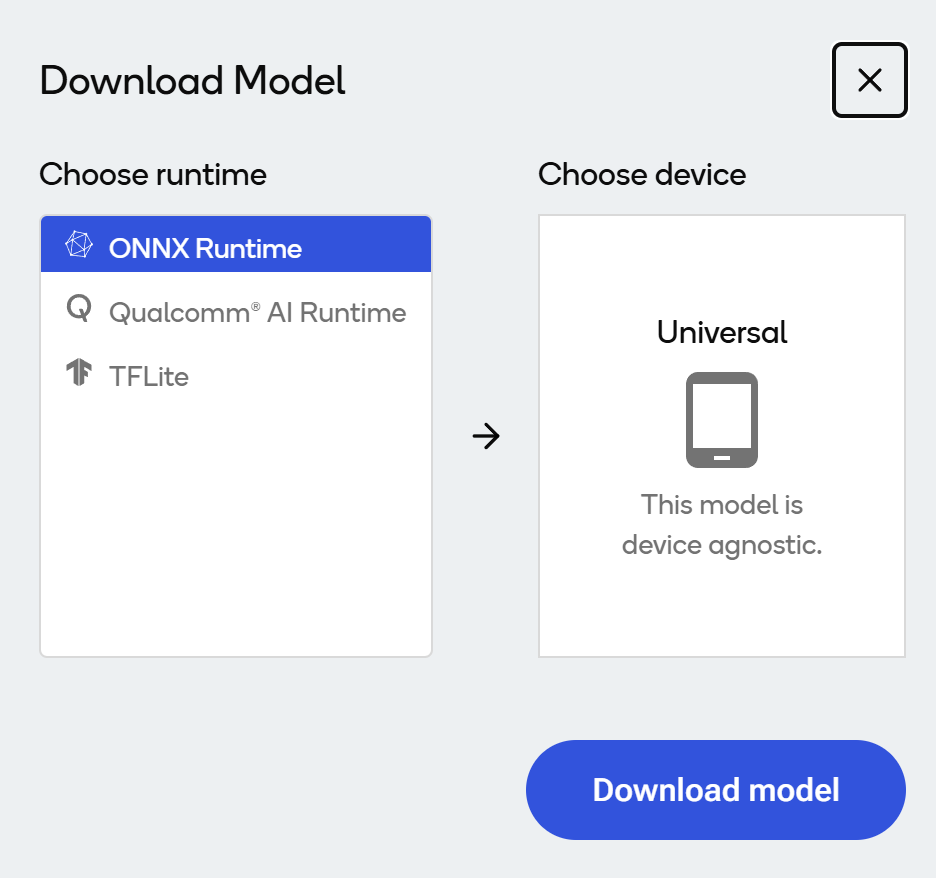 Download Model
Choose runtime
ONNX Runtime
Qualcomm® AI Runtime
TFLite
Choose device
Universal
This model is
device agnostic.
Download model